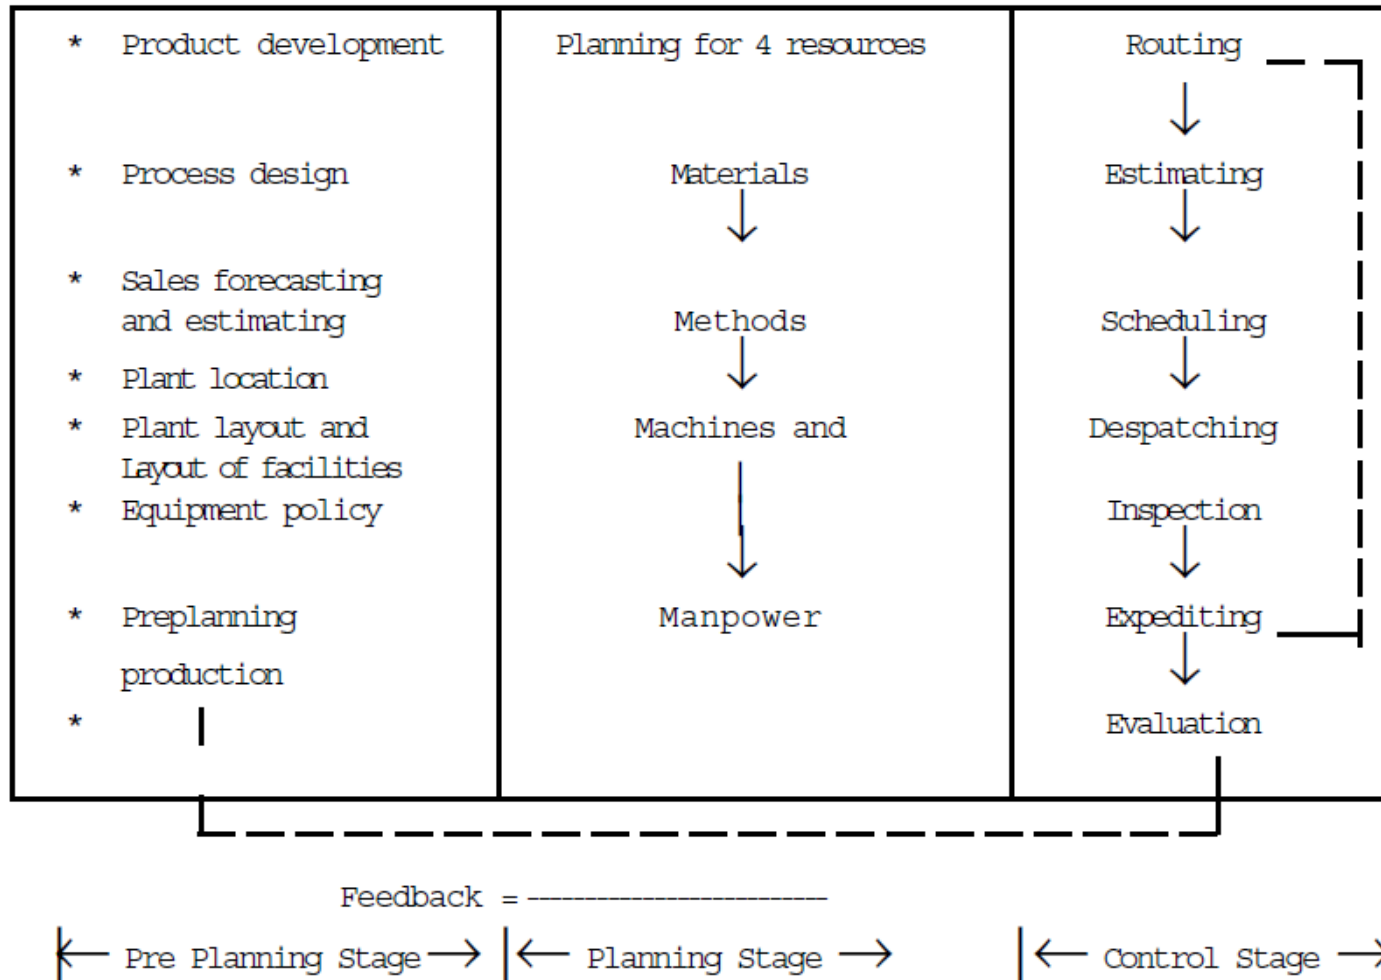 * Product development
* Process design
* Sales forecasting
and estimating
* Plant location
* Plant layout and
Layout of facilities
* Equipment policy
* Preplanning
production
*
Planning for 4 resources
Materials
Methods
Machines and
Manpower
Routing
Estimating
Scheduling
Despatching
Inspection
Expediting
Evaluation
Feedback = --------------------------
Pre Planning Stage
Planning Stage
Control Stage